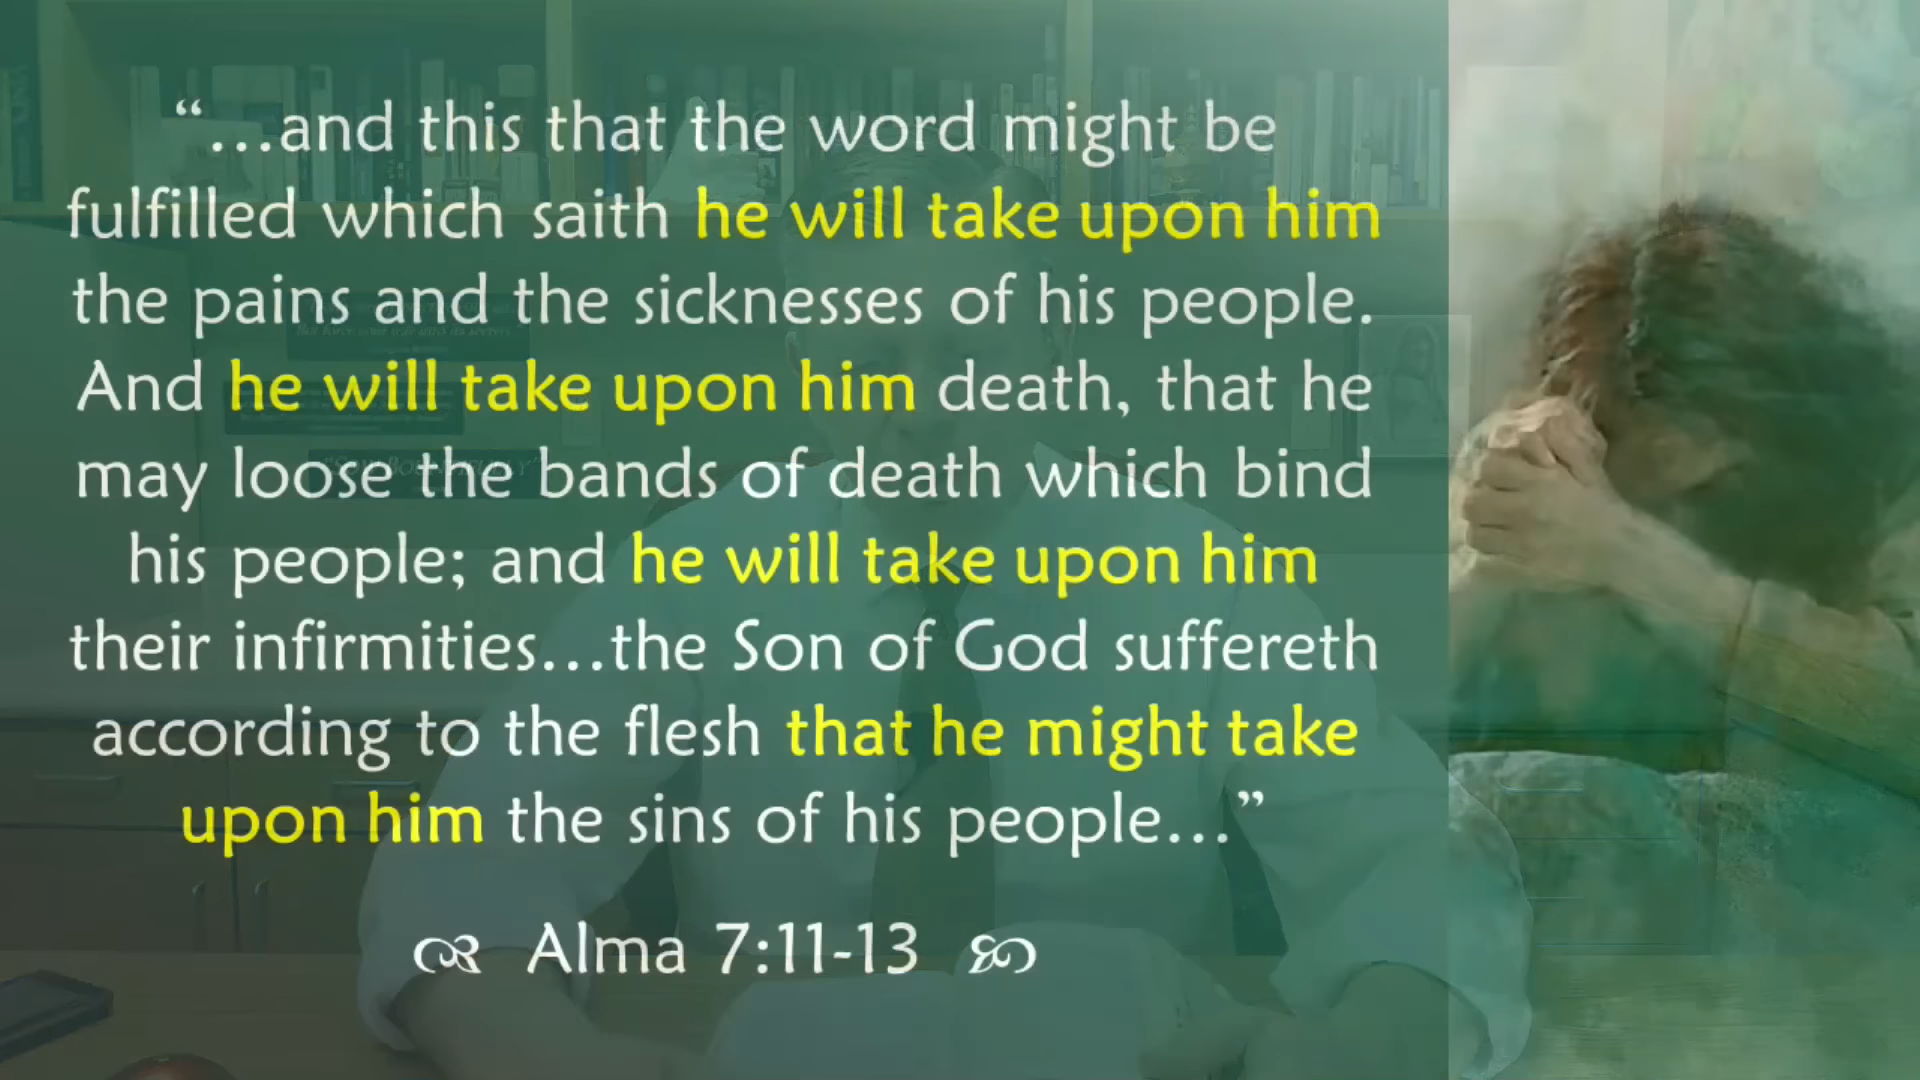 “...and this that the word might be
fulfilled which saith he will take upon him
the pains and the sicknesses of his people.
And he will take upon him death, that he
may loose the bands of death which bind
his people; and he will take upon him
their infirmities...the Son of God suffereth
according to the flesh that he might take
upon him the sins of his people...”
Alma 7:11-13